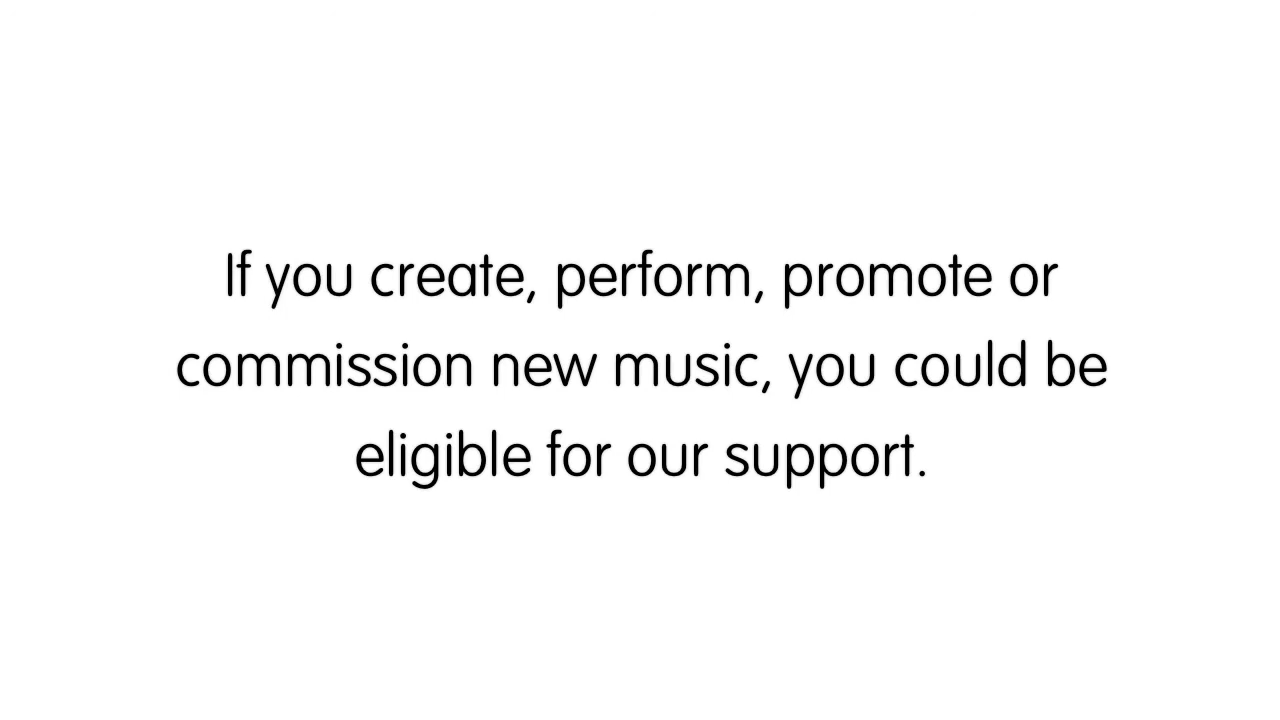 If you create, perform, promote or
commission new music, you could be
eligible for our support.